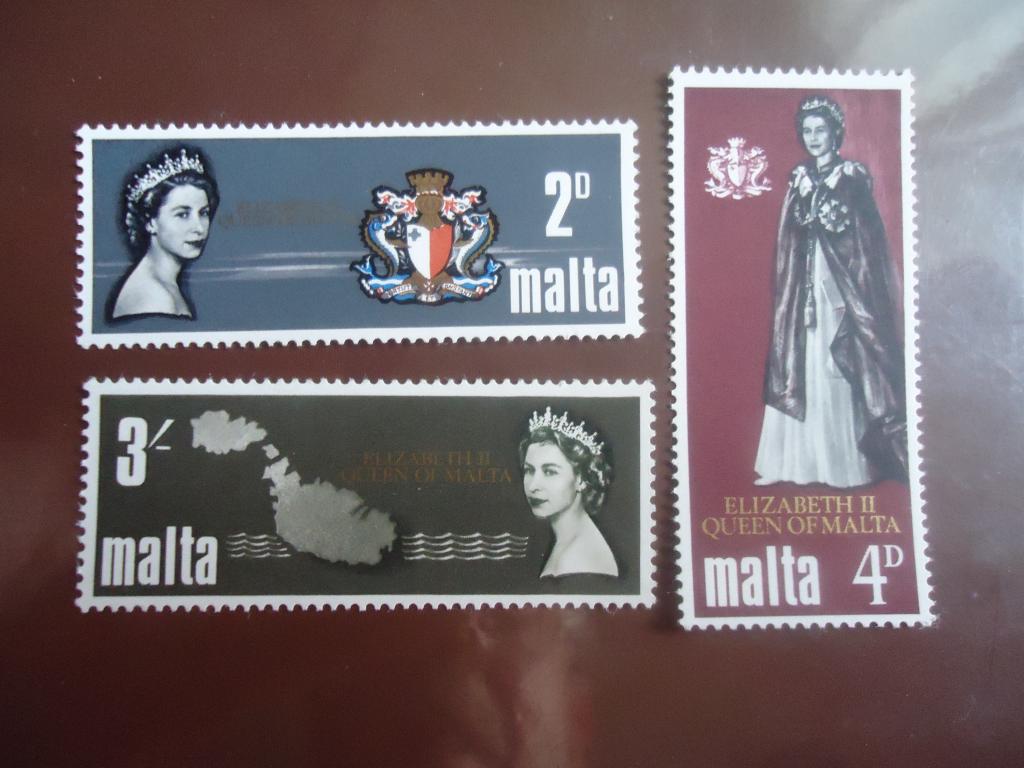 2D
malta
3/-
ELIZABETH II
QUEEN OF MALTA
malta
ELIZABETH II
QUEEN OF MALTA
malta 4D